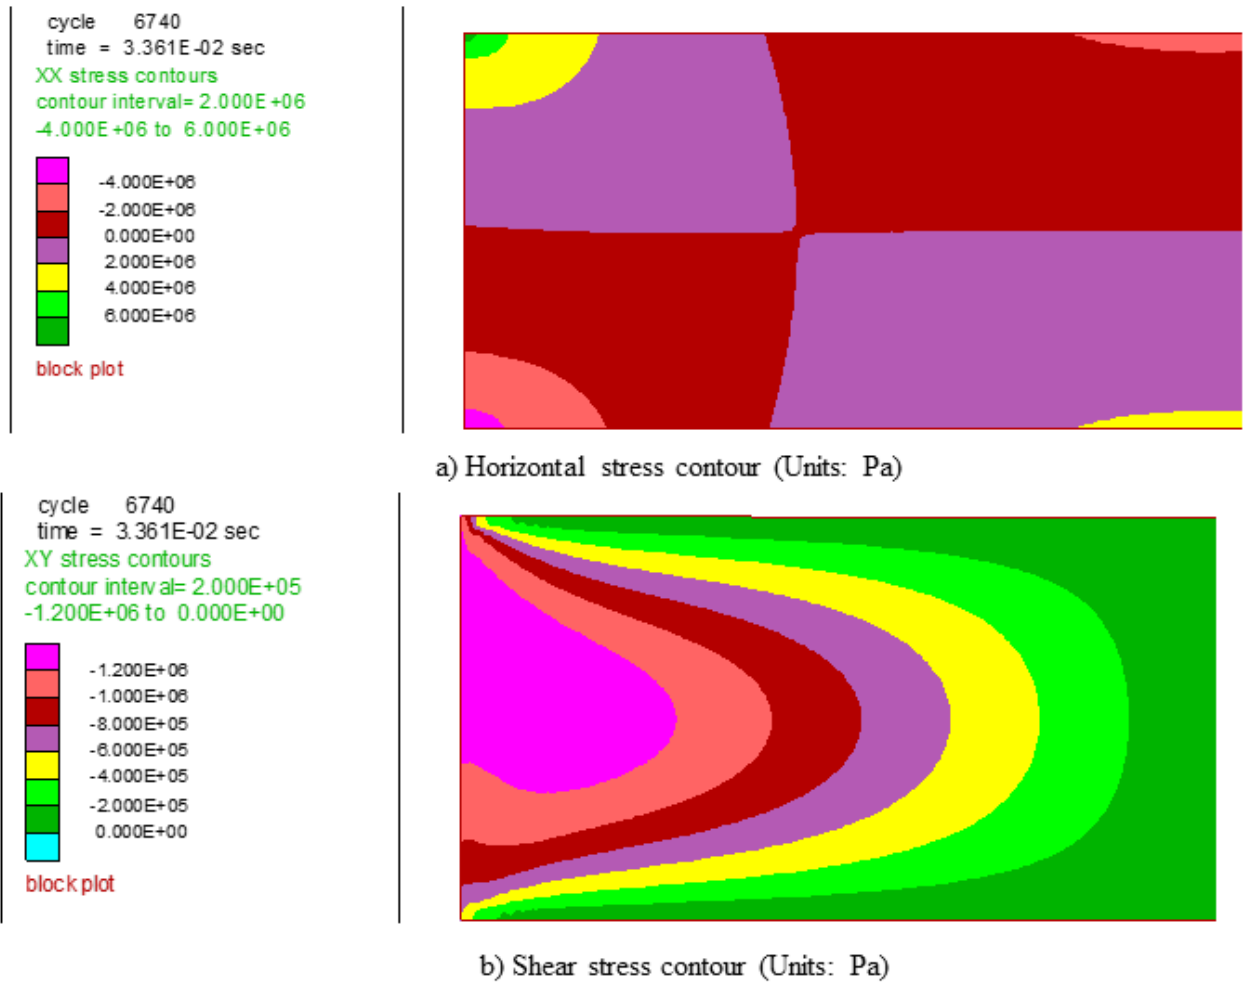 cycle 6740
time = 3.361E-02 sec
XX stress contours
contour interval= 2.000E+06
-4.000E+06 to 6.000E+06
-4.000E+06
-2.000E+06
0.000E+00
2.000E+06
4.000E+06
6.000E+06
block plot
a) Horizontal stress contour (Units: Pa)
cycle 6740
time = 3.361E-02 sec
XY stress contours
contour interval= 2.000E+05
-1.200E+06 to 0.000E+00
-1.200E+06
-1.000E+06
-8.000E+05
-6.000E+05
-4.000E+05
-2.000E+05
0.000E+00
block plot
b) Shear stress contour (Units: Pa)